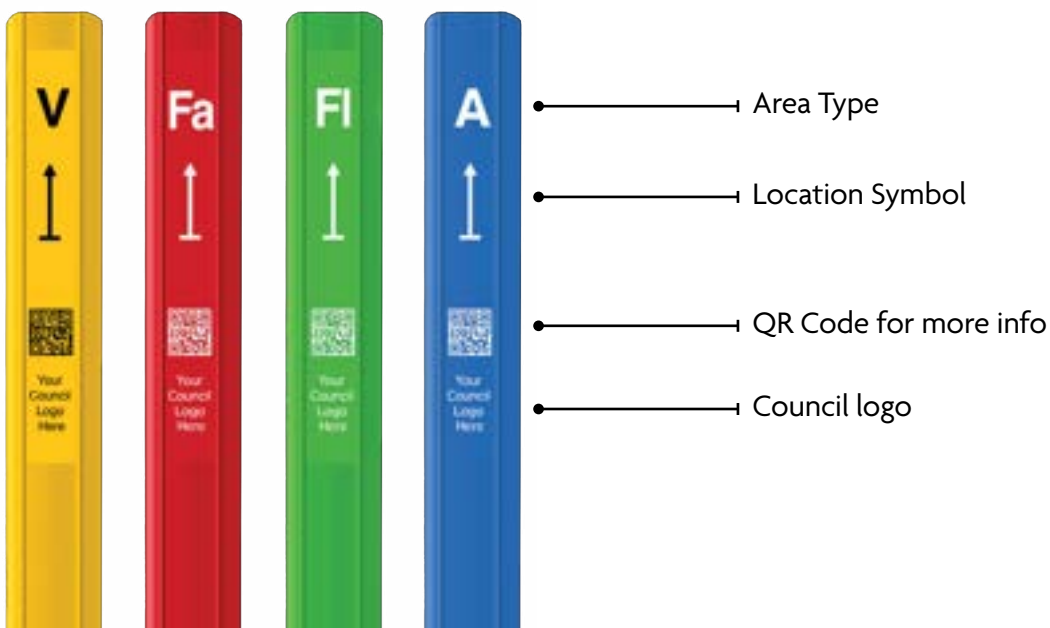 V
Fa
Fl
A
Area Type
Location Symbol
QR Code for more info
Council logo
Your
Council
Logo
Here
Your
Council
Logo
Here
Your
Council
Logo
Here
Your
Council
Logo
Here